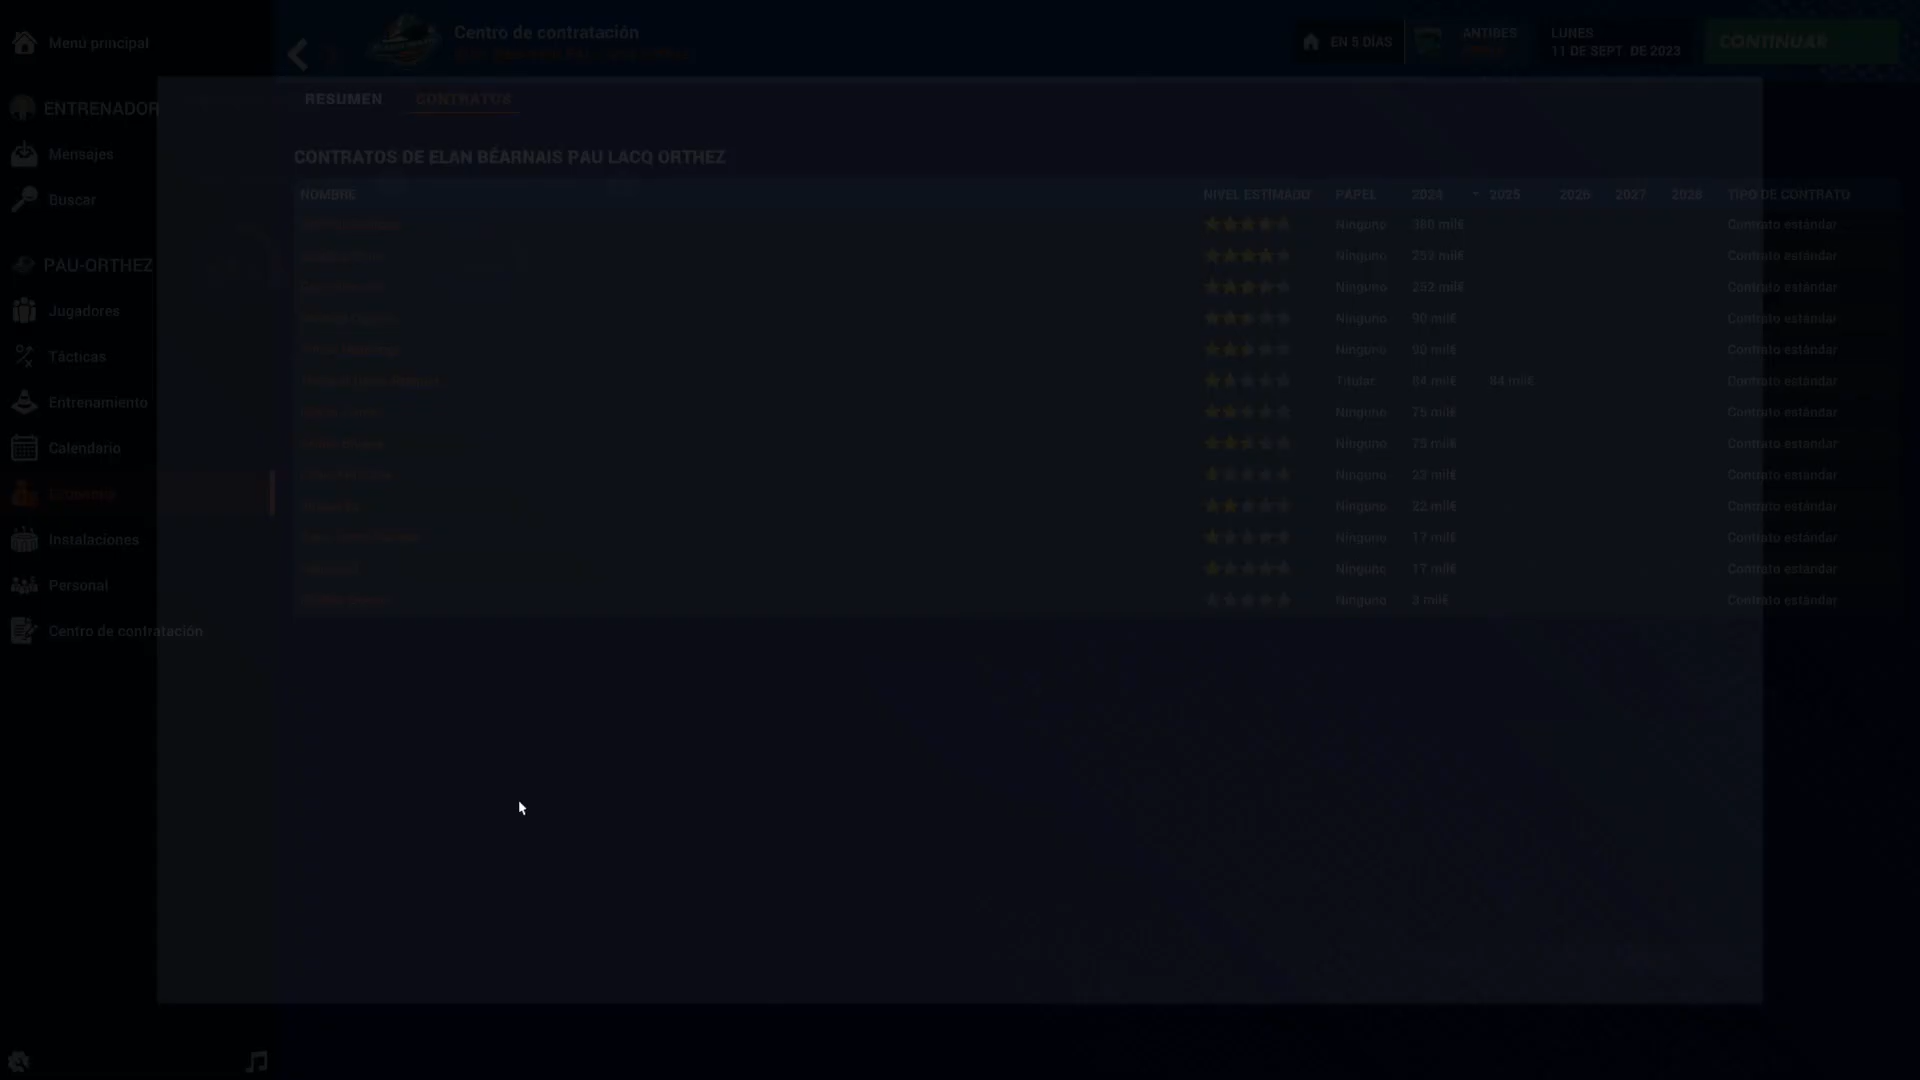 Menú principal
Centro de contratación
EN 5 DÍAS
ANTIBES
LUNES
11 DE SEPT. DE 2023
CONTINUAR
RESUMEN
CONTRATOS
ENTRENADOR
Mensajes
Buscar
PAU-ORTHEZ
Jugadores
Tácticas
Entrenamiento
Calendario
Economía
Instalaciones
Personal
Centro de contratación
CONTRATOS DE ELAN BÉARNAIS PAU LACQ ORTHEZ
NOMBRE NIVEL ESTIMADO PAPEL 2024 2025 2026 2027 2028 TIPO DE CONTRATO
Ninguno 380 mil€ Contrato estándar
Ninguno 252 mil€ Contrato estándar
Ninguno 252 mil€ Contrato estándar
Ninguno 90 mil€ Contrato estándar
Ninguno 90 mil€ Contrato estándar
Titular 84 mil€ 84 mil€ Contrato estándar
Ninguno 75 mil€ Contrato estándar
Ninguno 75 mil€ Contrato estándar
Ninguno 23 mil€ Contrato estándar
Ninguno 22 mil€ Contrato estándar
Ninguno 17 mil€ Contrato estándar
Ninguno 17 mil€ Contrato estándar
Ninguno 3 mil€ Contrato estándar